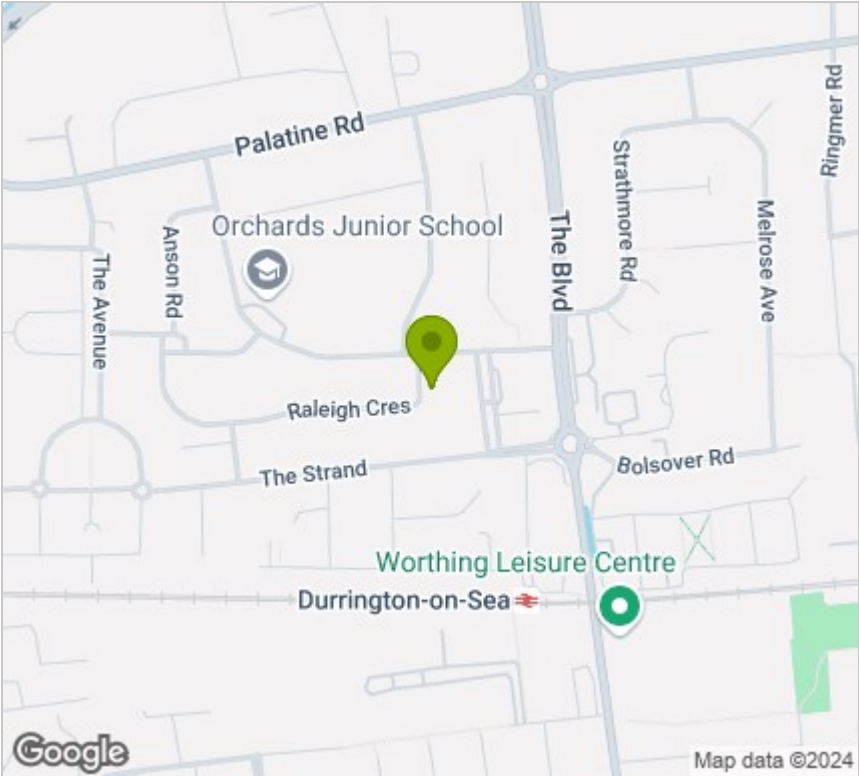 Palatine Rd
Ringmer Rd
Strathmore Rd
Orchards Junior School
The Blvd
Melrose Ave
Anson Rd
The Avenue
Raleigh Cres
The Strand
Bolsover Rd
Worthing Leisure Centre
Durrington-on-Sea
Google
Map data ©2024